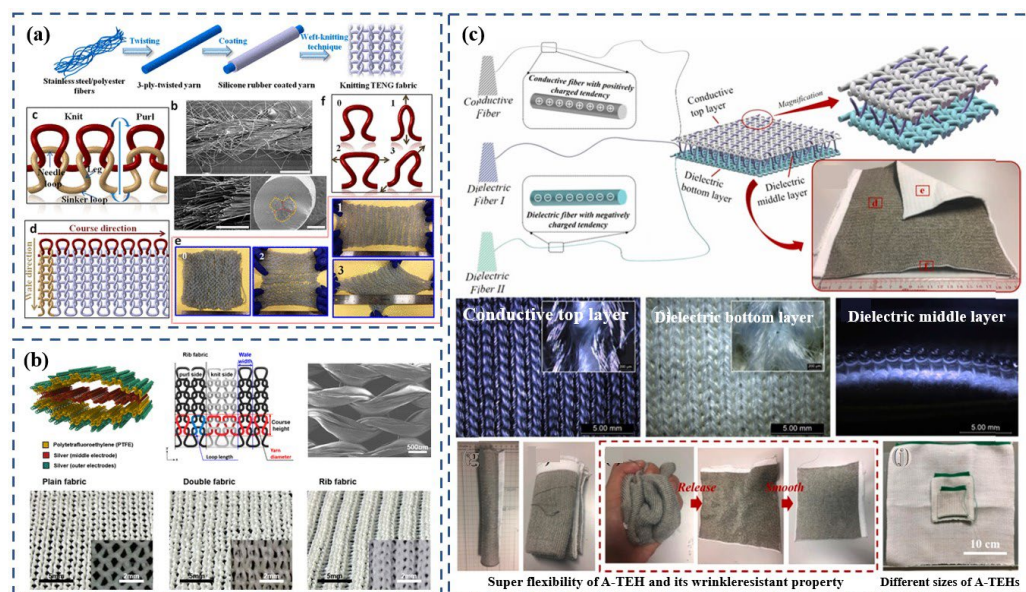 (a)
Twisting
Coating
Weft-knitting
technique
Stainless steel/polyester
fibers
3-ply-twisted yarn
Silicone rubber coated yarn
Knitting TENG fabric
c
Knit
Purl
Needle
loop
Leg
Sinker loop
b
f
0
1
2
3
d
Course direction
Wale direction
e
0
2
1
3
(b)
Polytetrafluoroethylene (PTFE)
Silver (middle electrode)
Silver (outer electrodes)
Rib fabric
Wale
width
purl side
knit side
Course
height
Loop length
Yarn
diameter
500um
Plain fabric
Double fabric
Rib fabric
5mm
2mm
5mm
2mm
5mm
2mm
(c)
Conductive
Fiber
Dielectric
Fiber I
Dielectric
Fiber II
Conductive fiber with positively
charged tendency
Dielectric fiber with negatively
charged tendency
Conductive
top layer
Dielectric
bottom layer
Dielectric
middle layer
Magnification
e
d
Conductive top layer
Dielectric bottom layer
Dielectric middle layer
5.00 mm
5.00 mm
5.00 mm
Release
Smooth
(j)
10 cm
Super flexibility of A-TEH and its wrinkleresistant property
Different sizes of A-TEHs